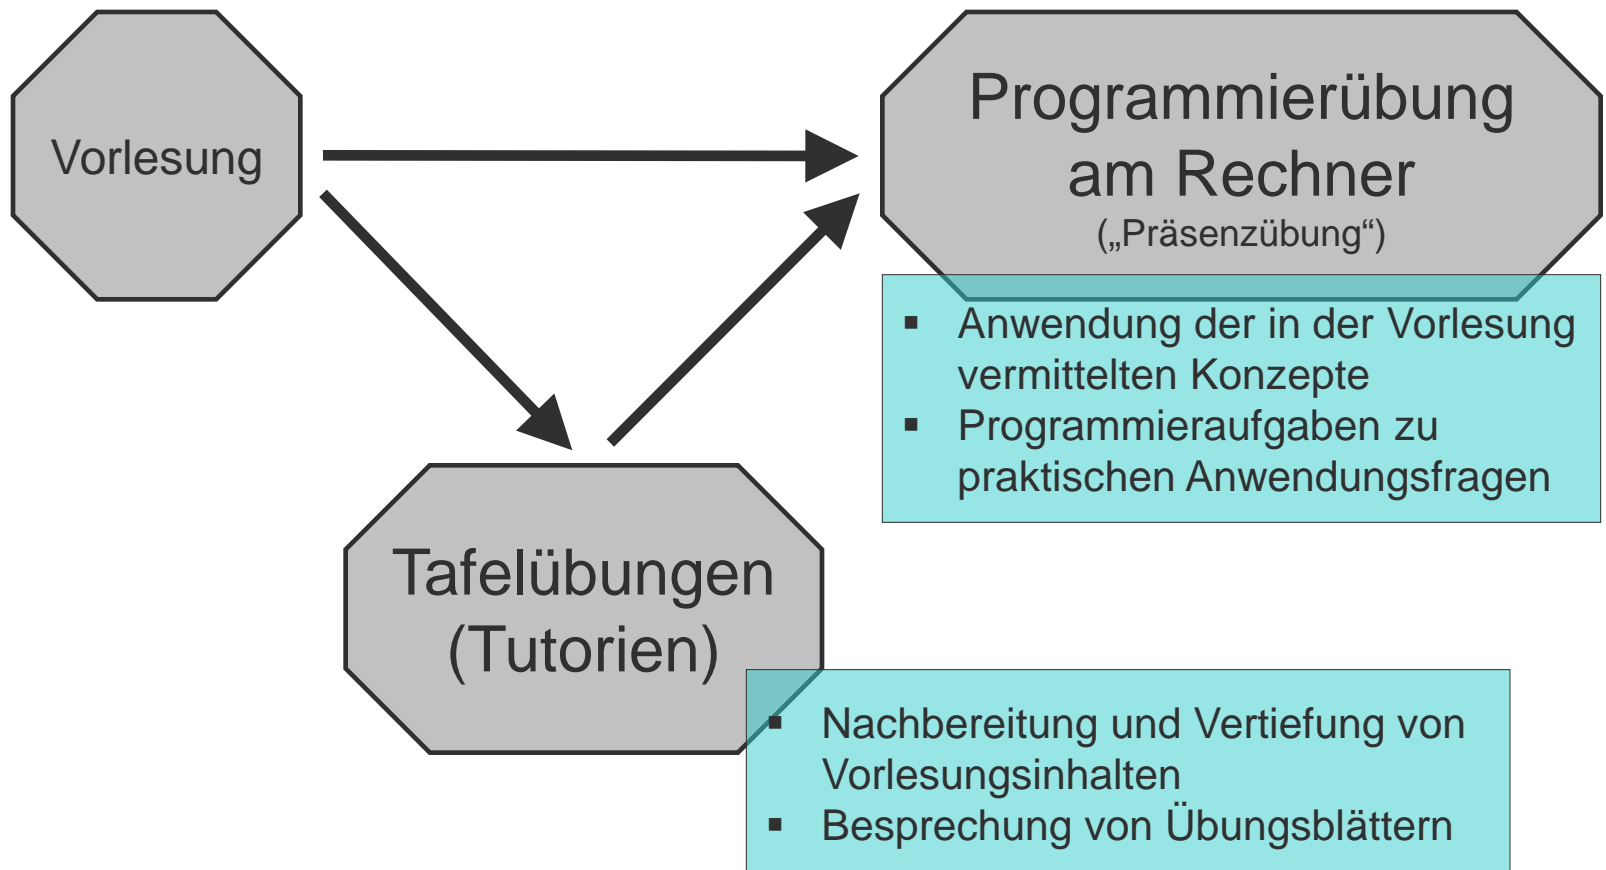 Vorlesung
Programmierübung
am Rechner
(„Präsenzübung“)
▪ Anwendung der in der Vorlesung
vermittelten Konzepte
▪ Programmieraufgaben zu
praktischen Anwendungsfragen
Tafelübungen
(Tutorien)
▪ Nachbereitung und Vertiefung von
Vorlesungsinhalten
▪ Besprechung von Übungsblättern